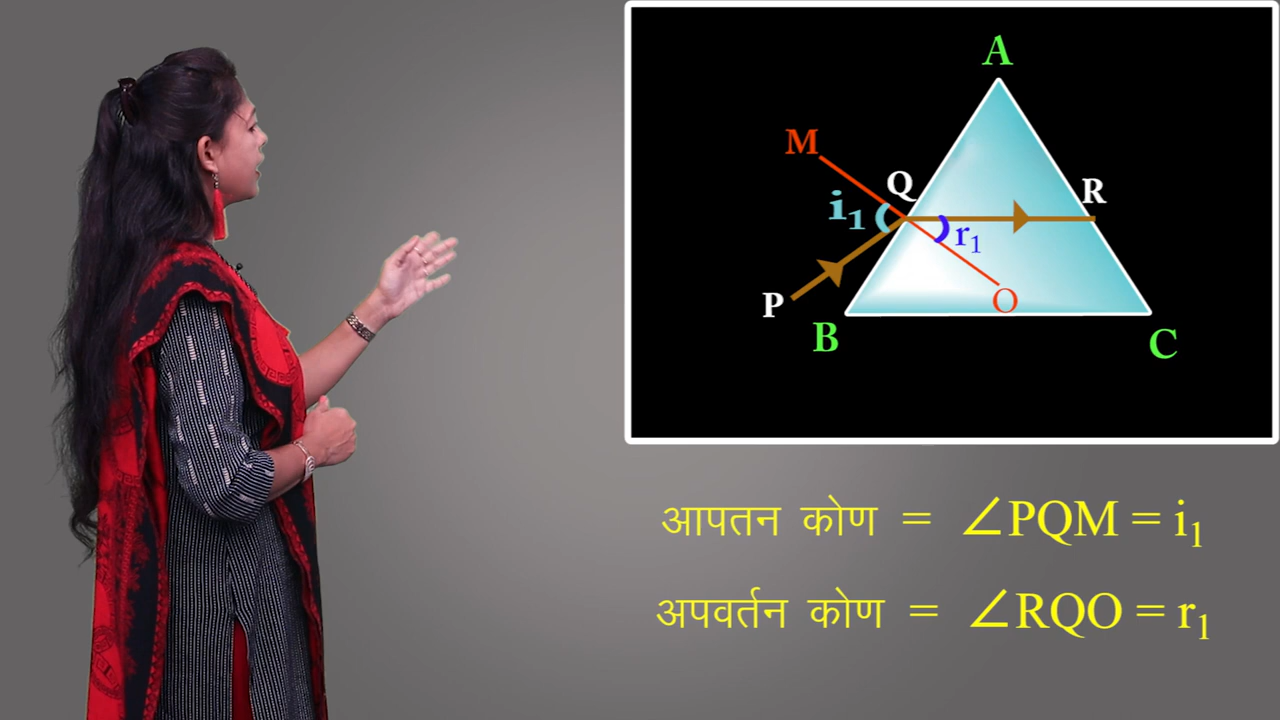 A
M
Q
R
i₁
r₁
P
O
B
C
आपतन कोण = ∠PQM = i₁
अपवर्तन कोण = ∠RQO = r₁